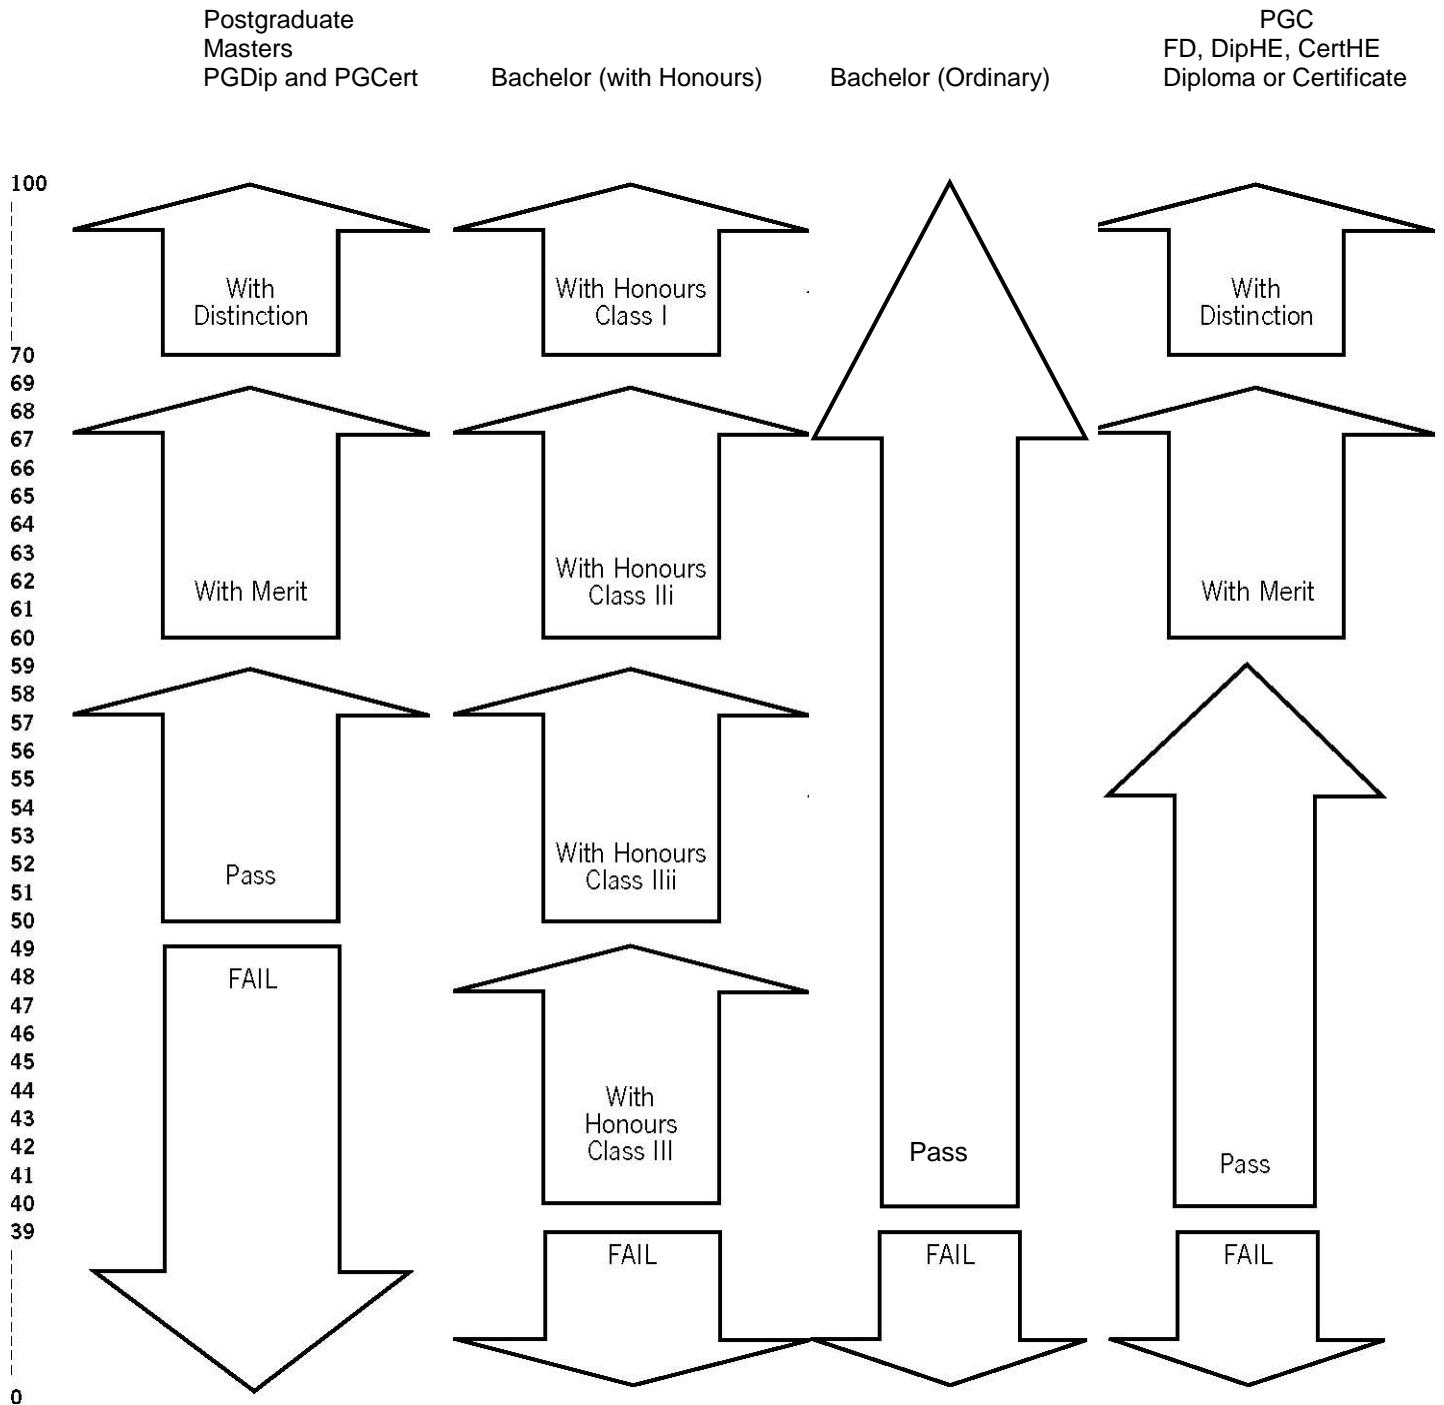 Postgraduate
Masters
PGDip and PGCert
Bachelor (with Honours)
Bachelor (Ordinary)
PGC
FD, DipHE, CertHE
Diploma or Certificate
100
70
69
68
67
66
65
64
63
62
61
60
59
58
57
56
55
54
53
52
51
50
49
48
47
46
45
44
43
42
41
40
39
0
With
Distinction
With Merit
Pass
FAIL
With Honours
Class I
With Honours
Class IIi
With Honours
Class IIii
With
Honours
Class III
FAIL
Pass
FAIL
With
Distinction
With Merit
Pass
FAIL